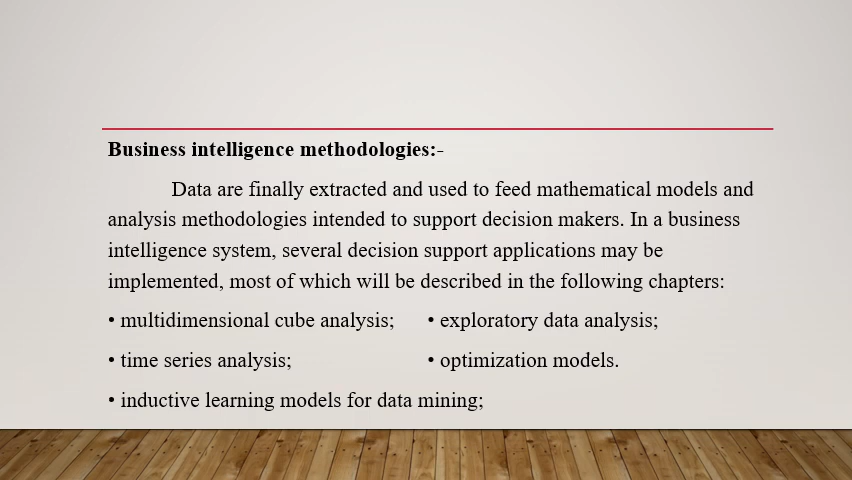 Business intelligence methodologies:-
Data are finally extracted and used to feed mathematical models and
analysis methodologies intended to support decision makers. In a business
intelligence system, several decision support applications may be
implemented, most of which will be described in the following chapters:
• multidimensional cube analysis; • exploratory data analysis;
• time series analysis; • optimization models.
• inductive learning models for data mining;